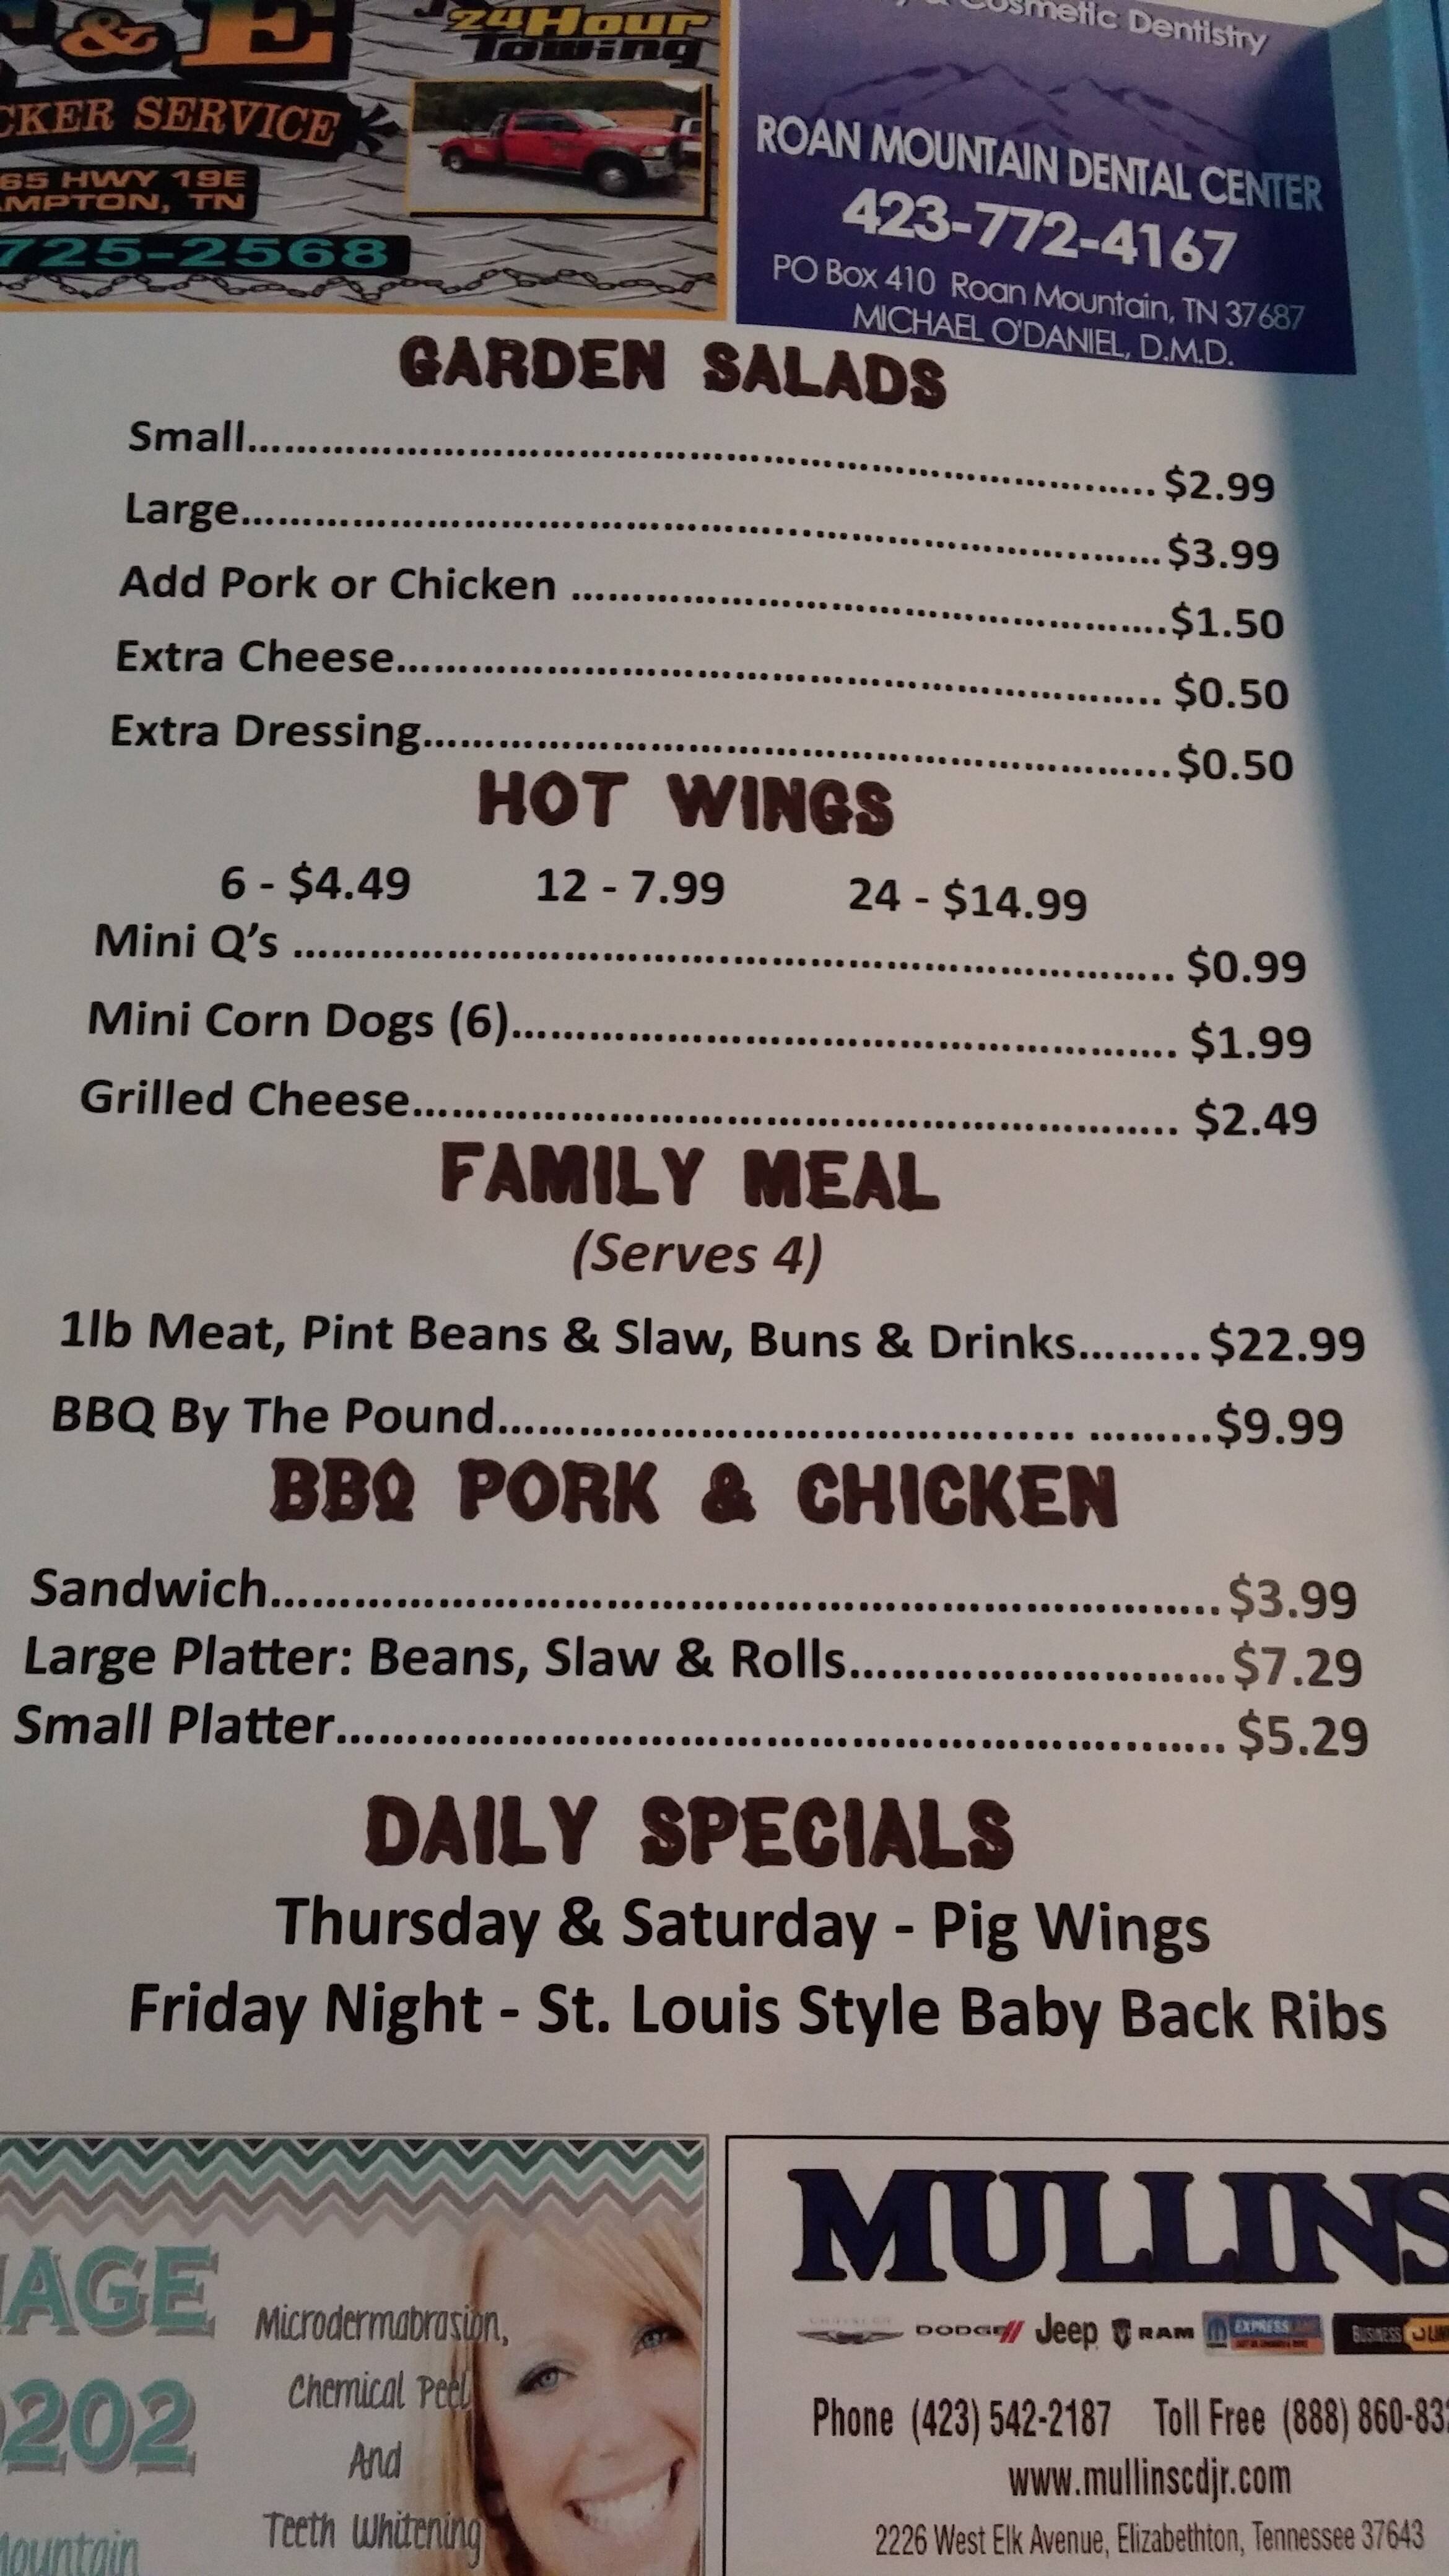 & E
24Hour
Towing
SERVICE
HWY 19E
TN
725-2568
Cosmetic Dentistry
ROAN MOUNTAIN DENTAL CENTER
423-772-4167
PO Box 410 Roan Mountain, TN 37687
MICHAEL O'DANIEL, D.M.D.
GARDEN SALADS
Small.......... $2.99
Large.......... $3.99
Add Pork or Chicken .......... $1.50
Extra Cheese.......... $0.50
Extra Dressing.......... $0.50
HOT WINGS
6 - $4.49 12 - 7.99 24 - $14.99
Mini Q's .......... $0.99
Mini Corn Dogs (6).......... $1.99
Grilled Cheese.......... $2.49
FAMILY MEAL
(Serves 4)
1lb Meat, Pint Beans & Slaw, Buns & Drinks......... $22.99
BBQ By The Pound.......... $9.99
BBQ PORK & CHICKEN
Sandwich.......... $3.99
Large Platter: Beans, Slaw & Rolls.......... $7.29
Small Platter.......... $5.29
DAILY SPECIALS
Thursday & Saturday - Pig Wings
Friday Night - St. Louis Style Baby Back Ribs
Microdermabrasion,
Chemical Peel
And
Teeth Whitening
AGE
202
ountain
MULLINS
DODGE Jeep RAM EXPRESS BUSINESS
Phone (423) 542-2187 Toll Free (888) 860-83
www.mullinscdjr.com
2226 West Elk Avenue, Elizabethton, Tennessee 37643